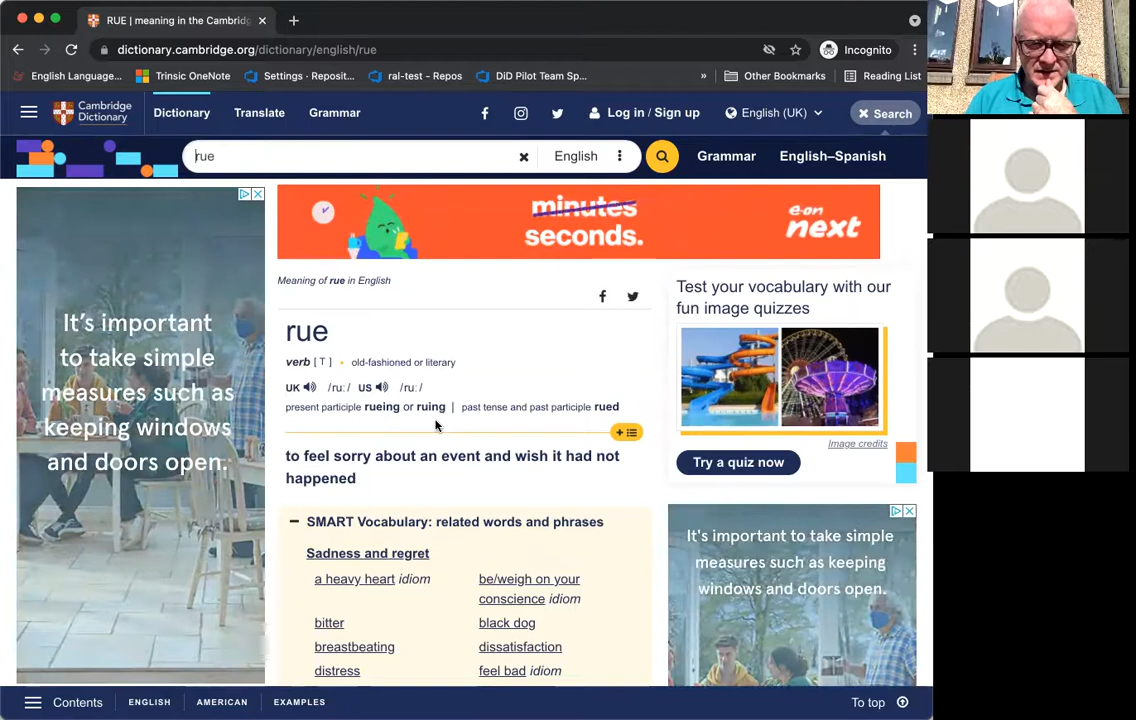 RUE | meaning in the Cambridg
dictionary.cambridge.org/dictionary/english/rue
Incognito
English Language...
Trinsic OneNote
Settings · Reposit...
ral-test – Repos
DiD Pilot Team Sp...
»
Other Bookmarks
Reading List
Cambridge
Dictionary
Dictionary
Translate
Grammar
Log in / Sign up
English (UK)
Search
rue
English
Grammar
English–Spanish
minutes
seconds.
e·on
next
It's important
to take simple
measures such as
keeping windows
and doors open.
Meaning of rue in English
rue
verb [ T ] • old-fashioned or literary
UK /ruː/ US /ruː/
present participle rueing or ruing | past tense and past participle rued
to feel sorry about an event and wish it had not
happened
SMART Vocabulary: related words and phrases
Sadness and regret
a heavy heart idiom
be/weigh on your
conscience idiom
bitter
black dog
breastbeating
dissatisfaction
distress
feel bad idiom
Test your vocabulary with our
fun image quizzes
Image credits
Try a quiz now
It's important to take simple
measures such as keeping
windows and doors open.
Contents
ENGLISH
AMERICAN
EXAMPLES
To top